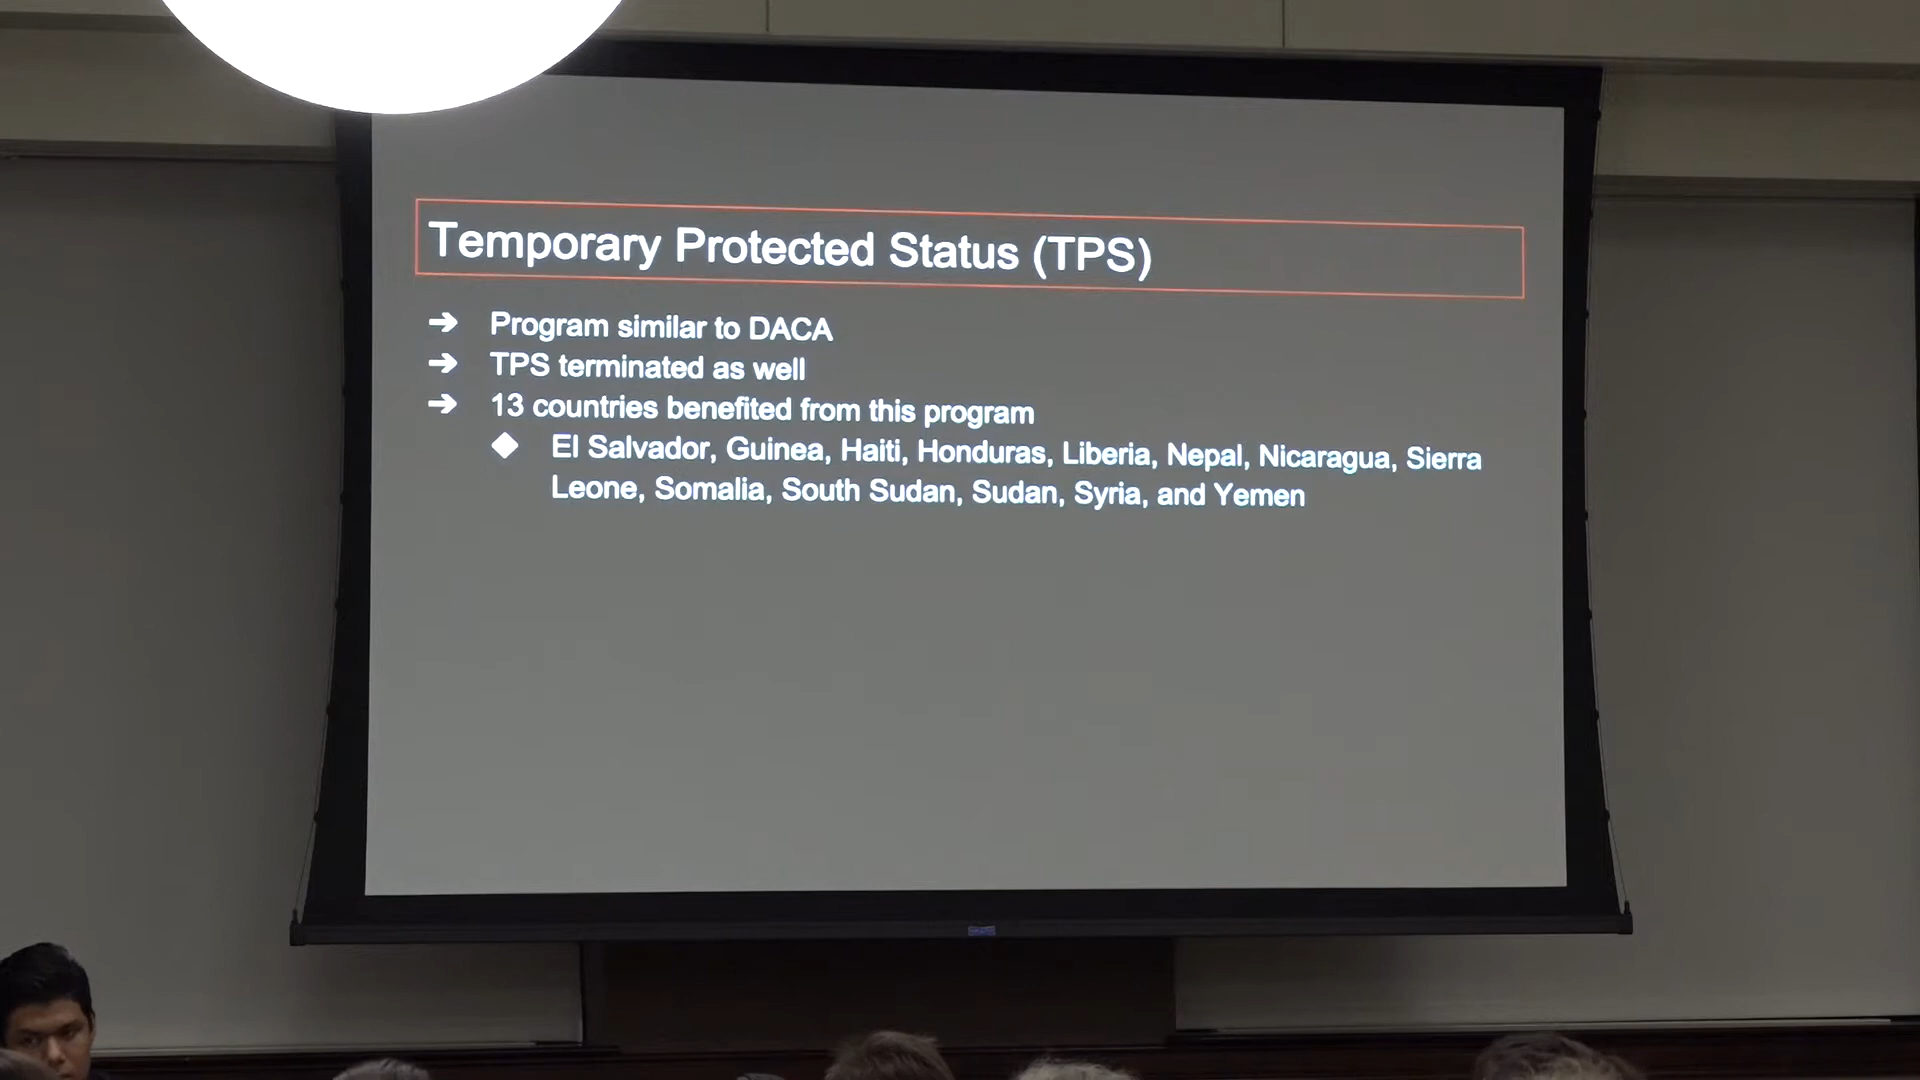 Temporary Protected Status (TPS)
➔ Program similar to DACA
➔ TPS terminated as well
➔ 13 countries benefited from this program
◆ El Salvador, Guinea, Haiti, Honduras, Liberia, Nepal, Nicaragua, Sierra
Leone, Somalia, South Sudan, Sudan, Syria, and Yemen